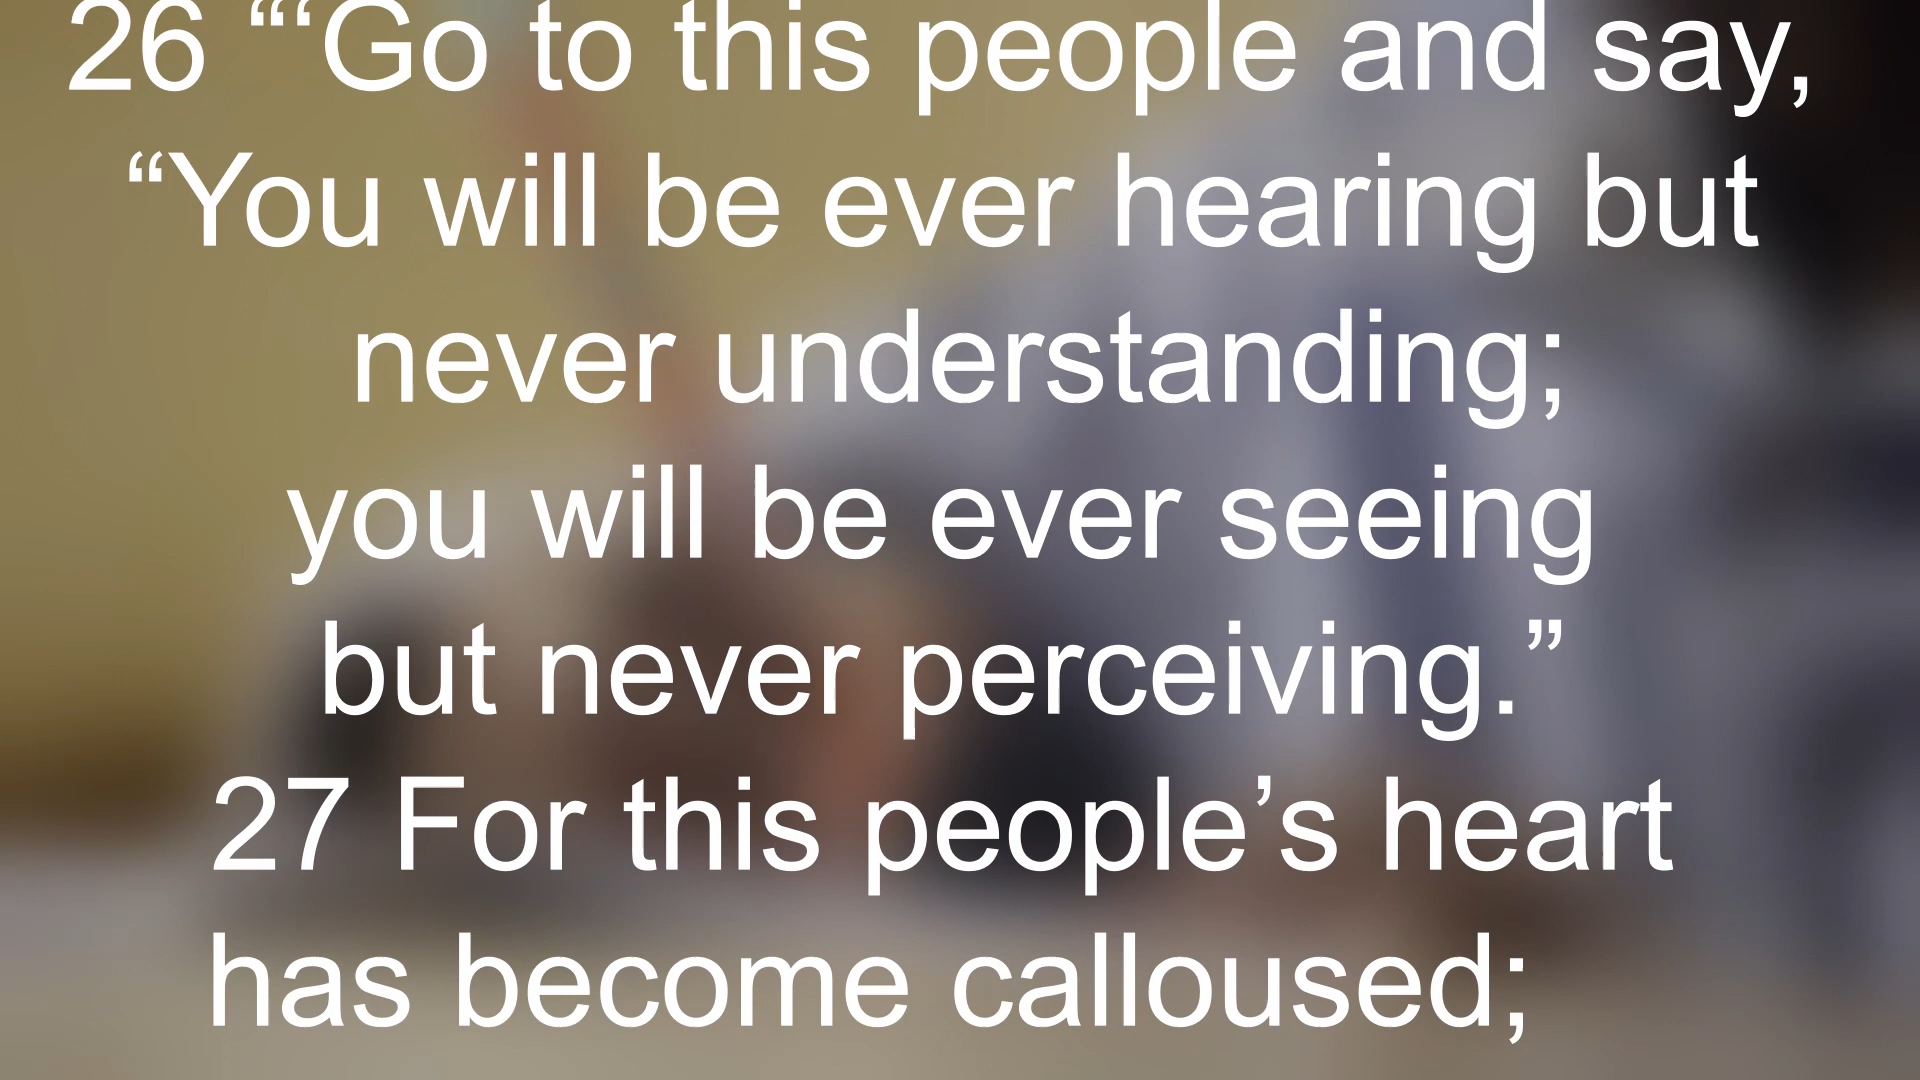 26 “‘Go to this people and say,
“You will be ever hearing but
never understanding;
you will be ever seeing
but never perceiving.”
27 For this people’s heart
has become calloused;